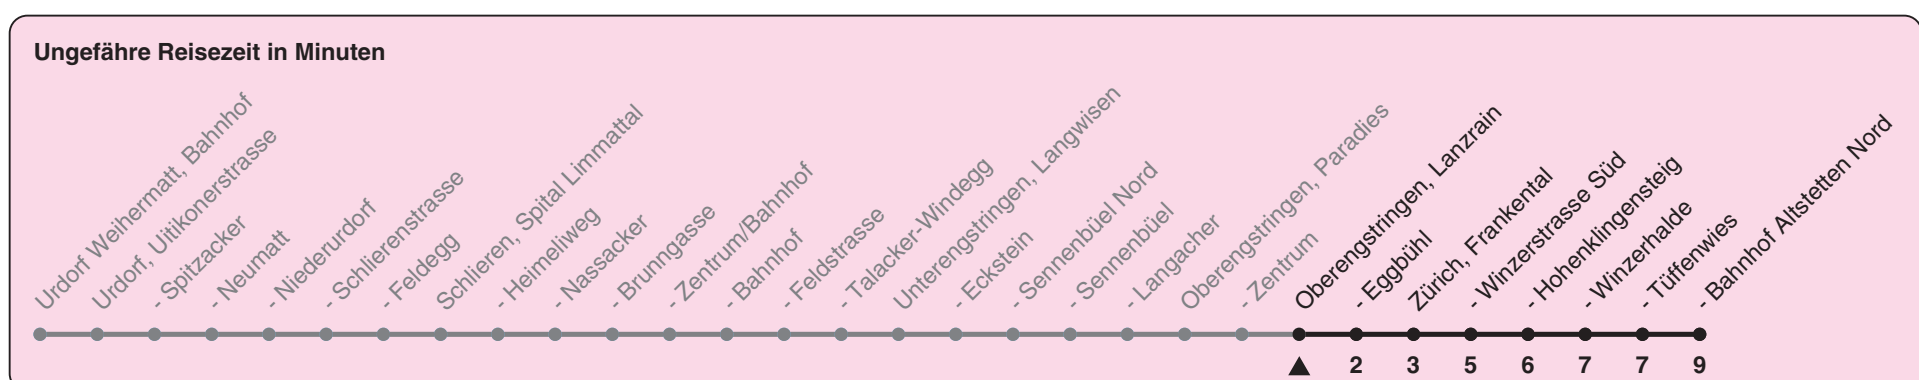 Ungefähre Reisezeit in Minuten
Urdorf Weihermatt, Bahnhof
Urdorf, Uitikonerstrasse
- Spitzacker
- Neumatt
- Niederurdorf
- Schlierenstrasse
- Feldegg
Schlieren, Spital Limmattal
- Heimeliweg
- Nassacker
- Brunngasse
- Zentrum/Bahnhof
- Bahnhof
- Feldstrasse
- Talacker-Windegg
Unterengstringen, Langwisen
- Eckstein
- Sennenbüel Nord
- Sennenbüel
- Langacher
Oberengstringen, Paradies
- Zentrum
Oberengstringen, Lanzrain
- Eggbühl
Zürich, Frankental
- Winzerstrasse Süd
- Hohenklingensteig
- Winzerhalde
- Tüffenwies
- Bahnhof Altstetten Nord
2 3 5 6 7 7 9